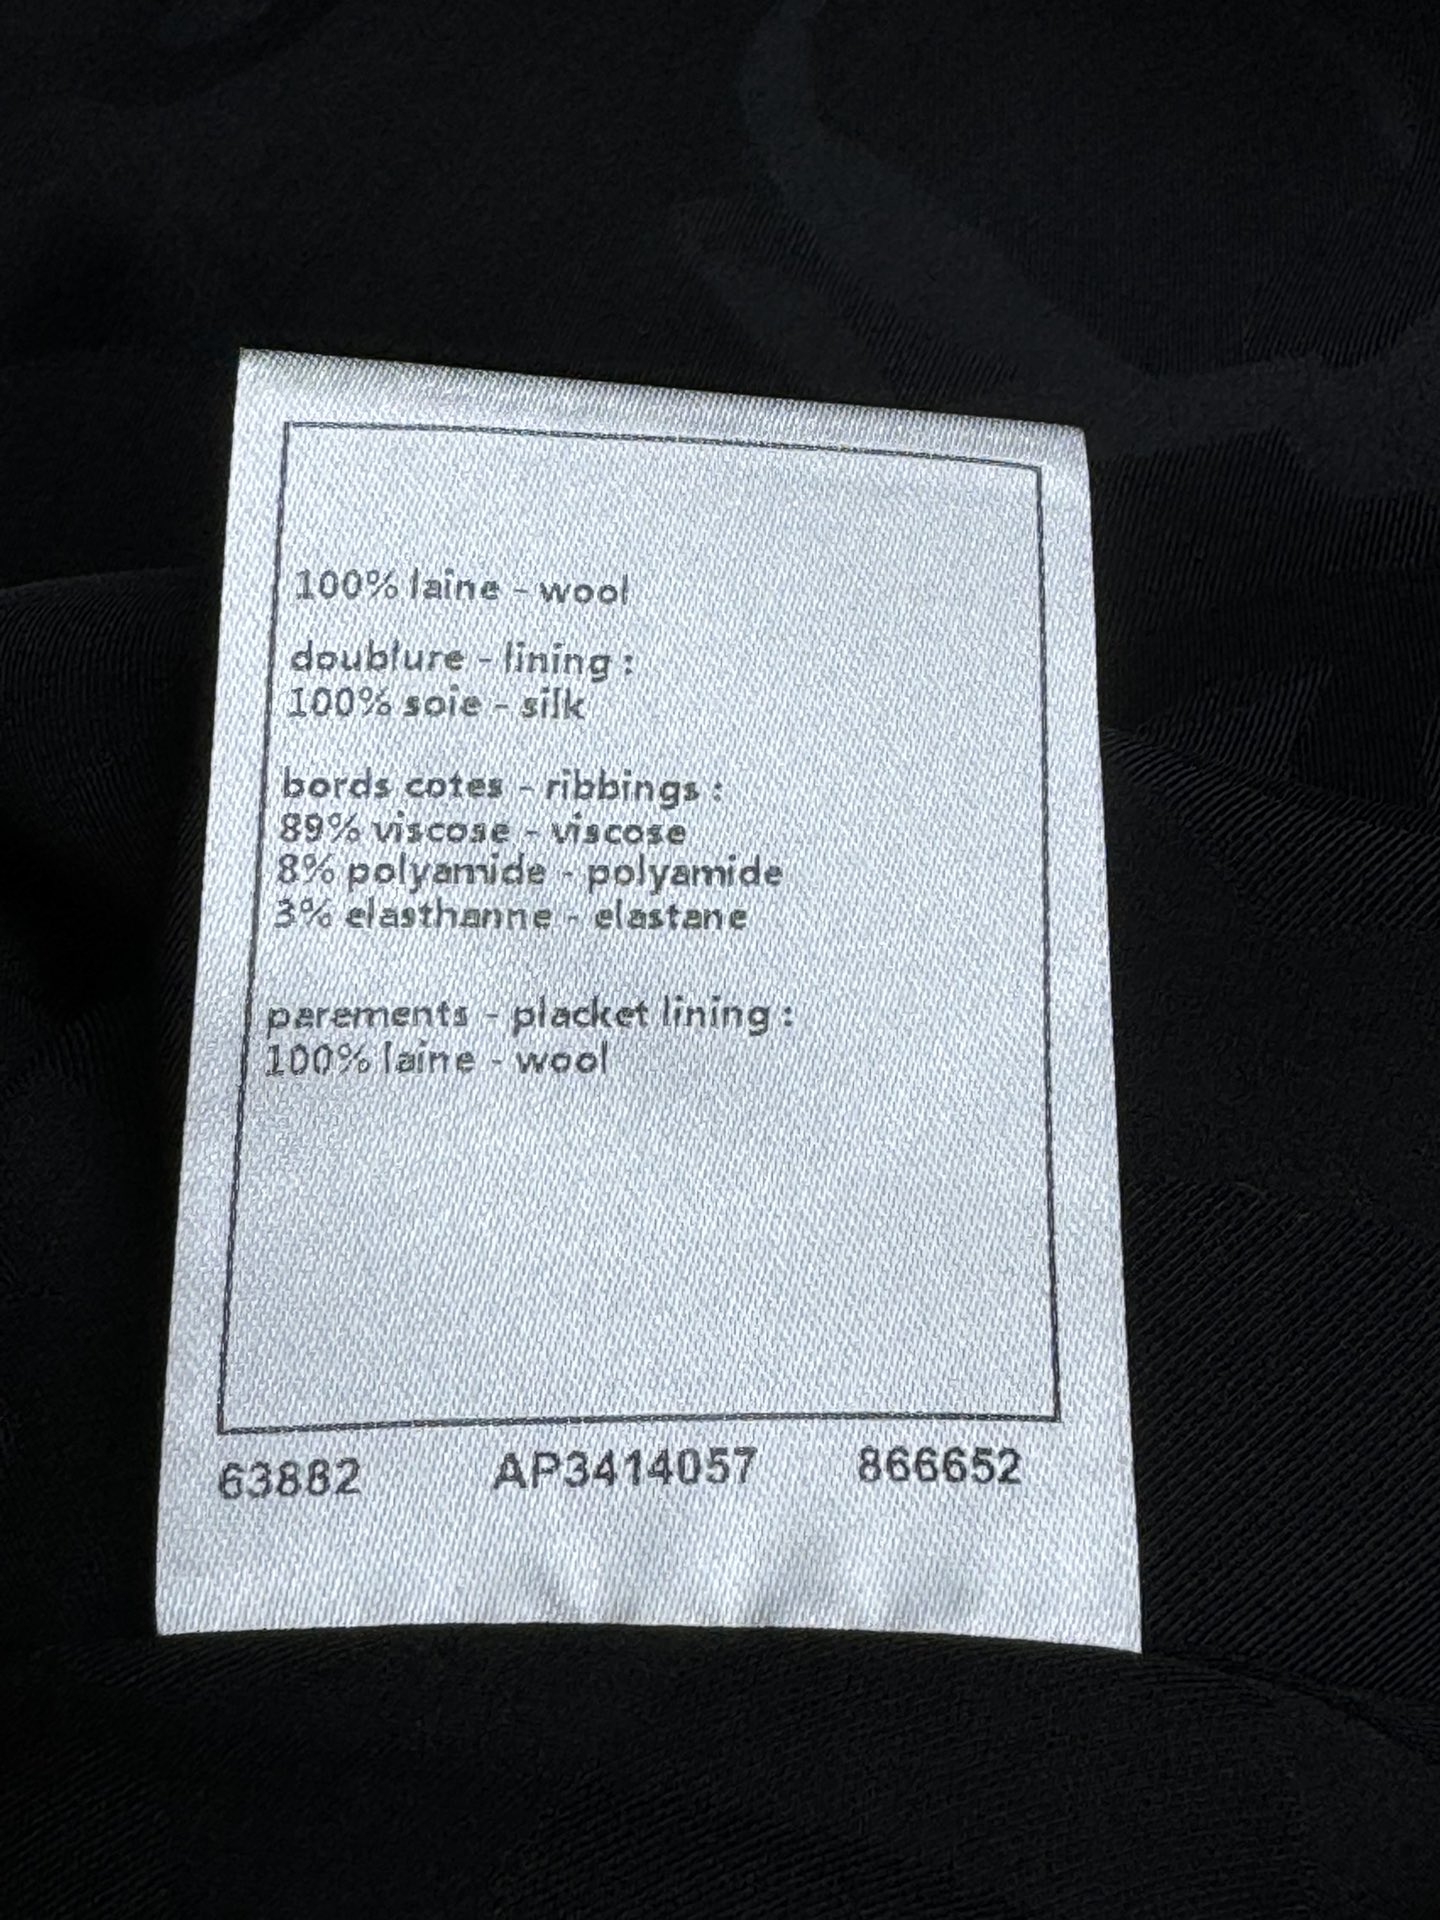 100% laine - wool
doublure - lining :
100% soie - silk
bords cotes - ribbings :
89% viscose - viscose
8% polyamide - polyamide
3% elasthanne - elastane
parements - placket lining :
100% laine - wool
63882 AP3414057 866652